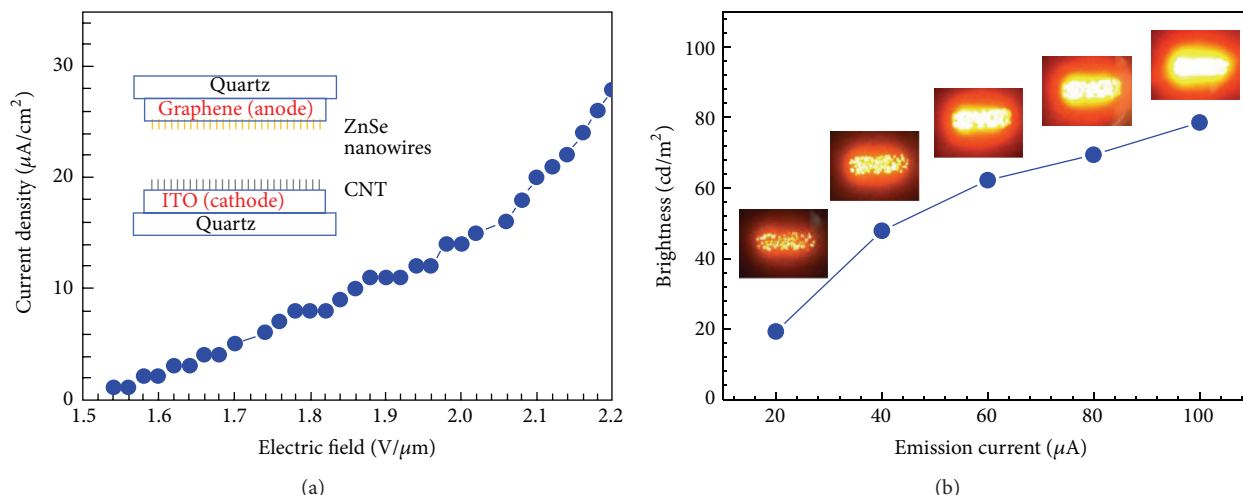 30
20
10
0
Current density (μA/cm²)
Quartz
Graphene (anode)
ZnSe
nanowires
CNT
ITO (cathode)
Quartz
1.5 1.6 1.7 1.8 1.9 2.0 2.1 2.2
Electric field (V/μm)
(a)
100
80
60
40
20
0
Brightness (cd/m²)
20 40 60 80 100
Emission current (μA)
(b)